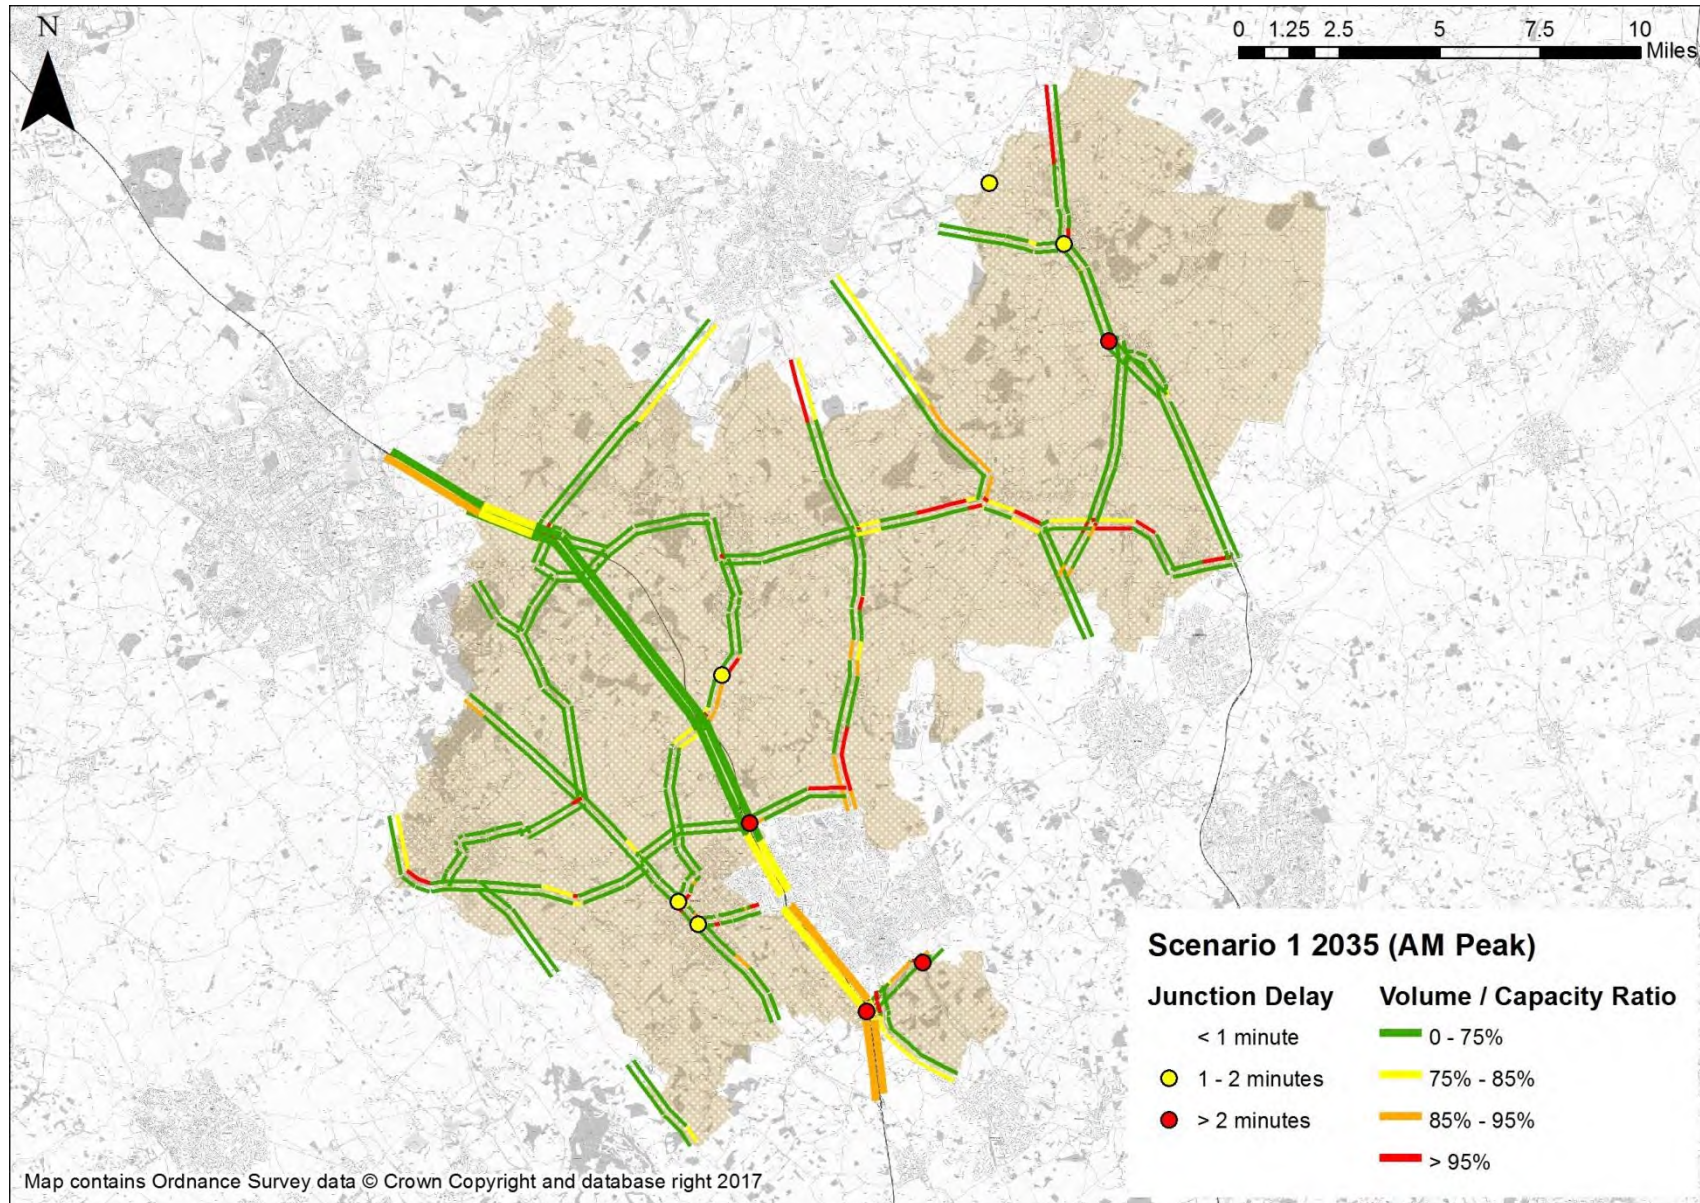 N
0 1.25 2.5 5 7.5 10
Miles
Scenario 1 2035 (AM Peak)
Junction Delay Volume / Capacity Ratio
< 1 minute 0 - 75%
1 - 2 minutes 75% - 85%
> 2 minutes 85% - 95%
> 95%
Map contains Ordnance Survey data © Crown Copyright and database right 2017